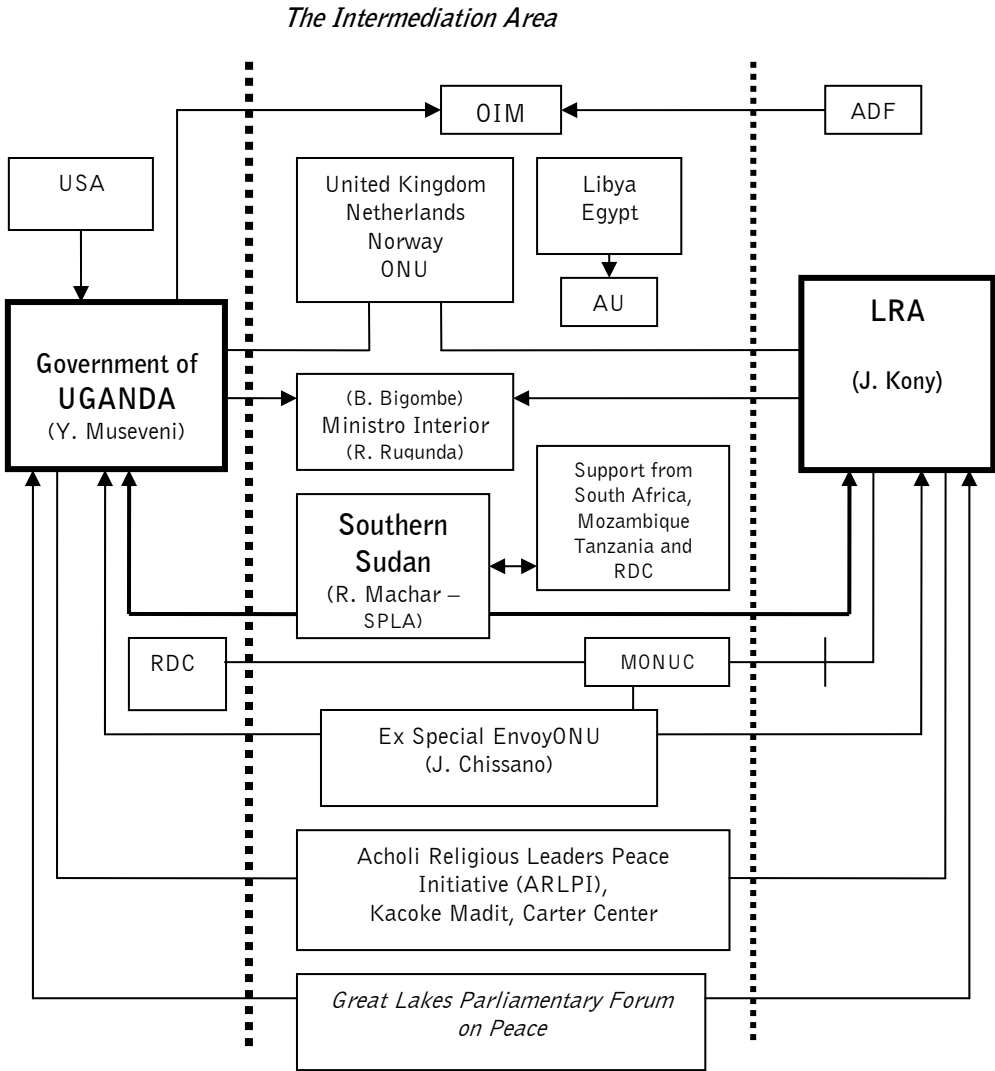 The Intermediation Area
OIM
ADF
USA
United Kingdom
Netherlands
Norway
ONU
Libya
Egypt
AU
Government of
UGANDA
(Y. Museveni)
LRA
(J. Kony)
(B. Bigombe)
Ministro Interior
(R. Rugunda)
Support from
South Africa,
Mozambique
Tanzania and
RDC
Southern
Sudan
(R. Machar –
SPLA)
RDC
MONUC
Ex Special EnvoyONU
(J. Chissano)
Acholi Religious Leaders Peace
Initiative (ARLPI),
Kacoke Madit, Carter Center
Great Lakes Parliamentary Forum
on Peace